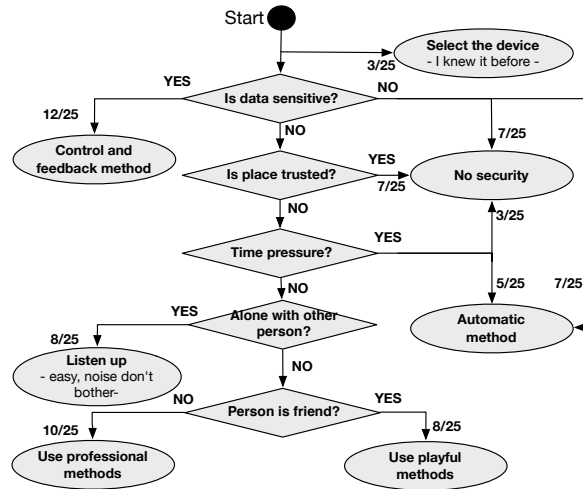 Start
Select the device
- I knew it before -
3/25
YES
NO
Is data sensitive?
12/25
7/25
NO
Control and
feedback method
YES
Is place trusted?
7/25
No security
NO
3/25
YES
Time pressure?
NO
5/25
7/25
YES
Alone with other
person?
Automatic
method
8/25
Listen up
- easy, noise don't
bother-
NO
NO
YES
Person is friend?
10/25
8/25
Use professional
methods
Use playful
methods